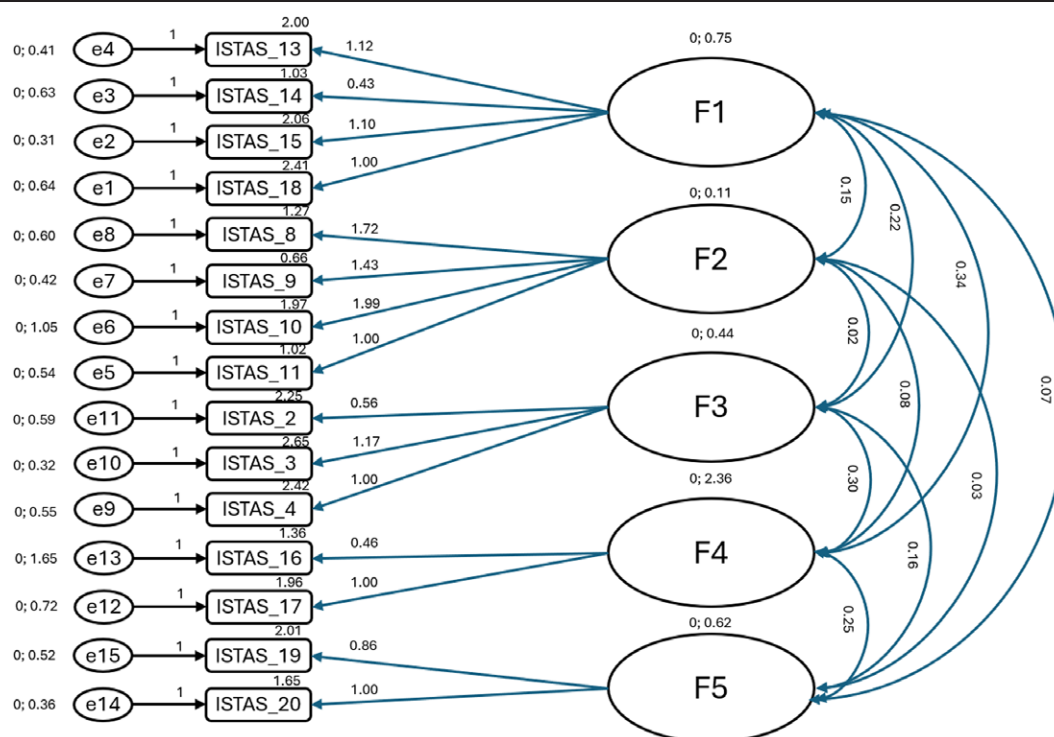 2.00
0; 0.41 e4 1 ISTAS_13 1.12 0; 0.75
1.03
0; 0.63 e3 1 ISTAS_14 0.43 F1
2.06
0; 0.31 e2 1 ISTAS_15 1.10
2.41
0; 0.64 e1 1 ISTAS_18 1.00 0.15
1.27 0; 0.11 0.22
0; 0.60 e8 1 ISTAS_8 1.72
0.66 F2
0; 0.42 e7 1 ISTAS_9 1.43 0.34
1.97
0; 1.05 e6 1 ISTAS_10 1.99 0.02
1.02 0; 0.44
0; 0.54 e5 1 ISTAS_11 1.00 0.08 0.07
2.25
0; 0.59 e11 1 ISTAS_2 0.56 F3
2.65
0; 0.32 e10 1 ISTAS_3 1.17
2.42 0; 2.36 0.30 0.03
0; 0.55 e9 1 ISTAS_4 1.00
1.36
0; 1.65 e13 1 ISTAS_16 0.46 F4 0.16
1.96
0; 0.72 e12 1 ISTAS_17 1.00
2.01 0; 0.62 0.25
0; 0.52 e15 1 ISTAS_19 0.86
1.65 F5
0; 0.36 e14 1 ISTAS_20 1.00